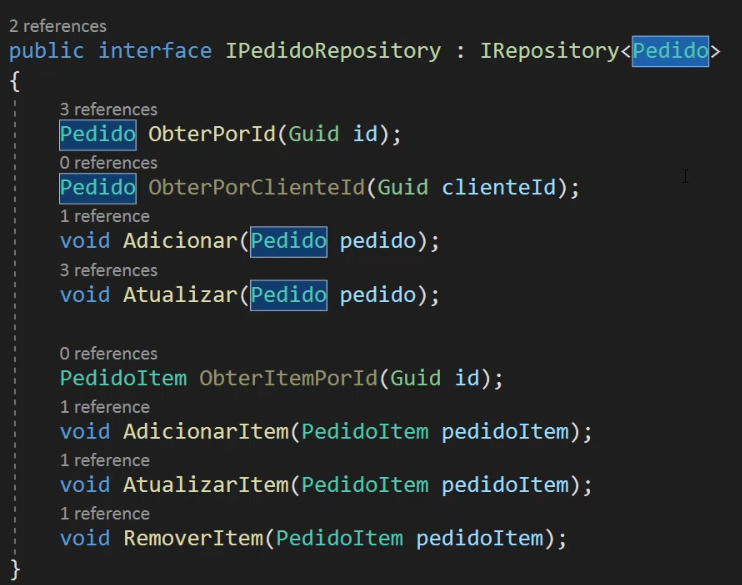 2 references
public interface IPedidoRepository : IRepository<Pedido>
{
3 references
Pedido ObterPorId(Guid id);
0 references
Pedido ObterPorClienteId(Guid clienteId);
1 reference
void Adicionar(Pedido pedido);
3 references
void Atualizar(Pedido pedido);
0 references
PedidoItem ObterItemPorId(Guid id);
1 reference
void AdicionarItem(PedidoItem pedidoItem);
1 reference
void AtualizarItem(PedidoItem pedidoItem);
1 reference
void RemoverItem(PedidoItem pedidoItem);
}